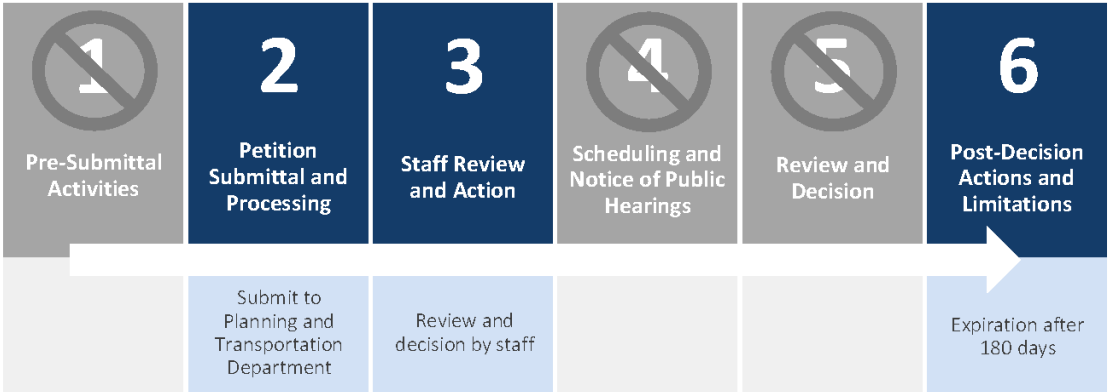 1
Pre-Submittal
Activities
2
Petition
Submittal and
Processing
Submit to
Planning and
Transportation
Department
3
Staff Review
and Action
Review and
decision by staff
4
Scheduling and
Notice of Public
Hearings
5
Review and
Decision
6
Post-Decision
Actions and
Limitations
Expiration after
180 days